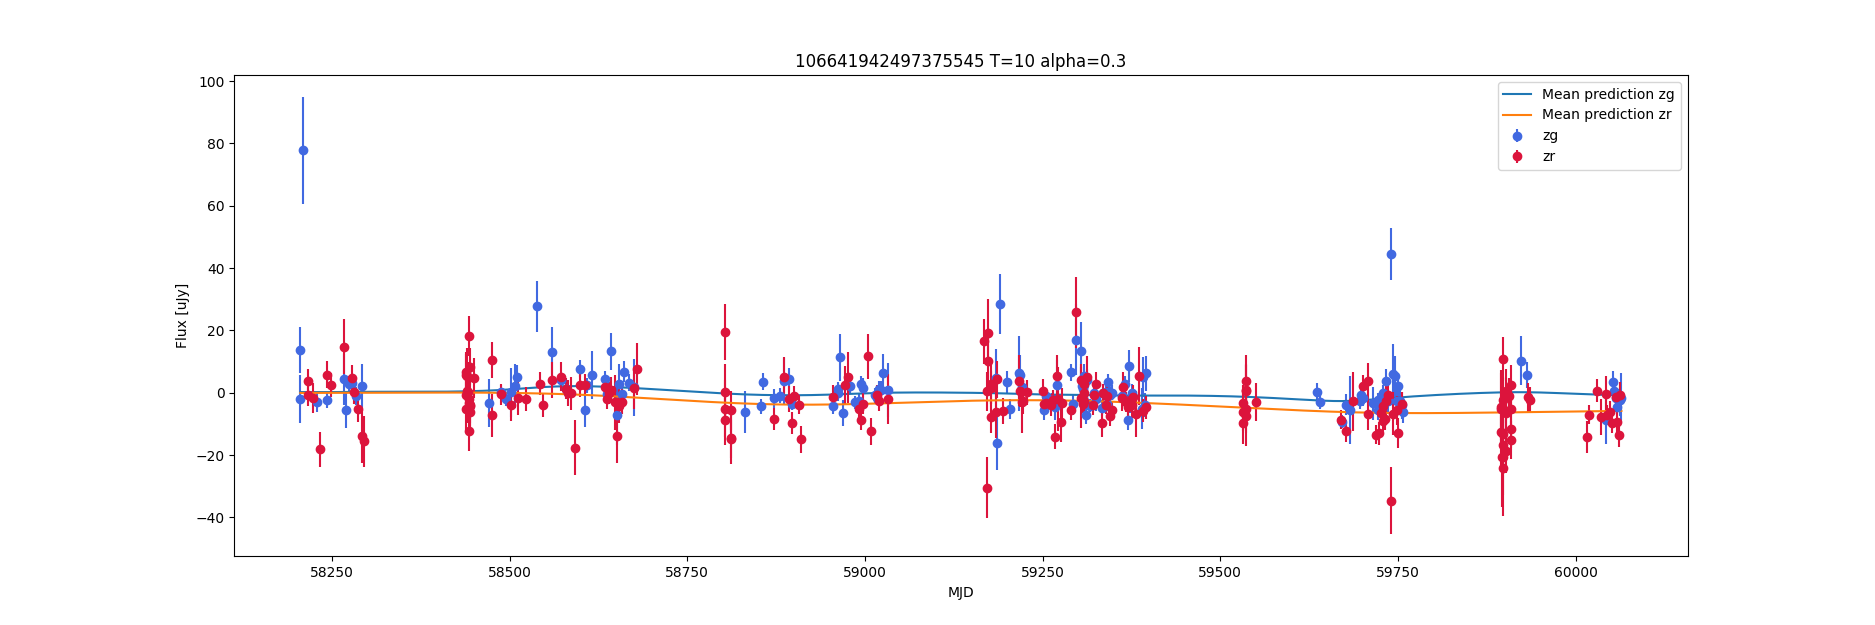 106641942497375545 T=10 alpha=0.3
Flux [uJy]
100
80
60
40
20
0
−20
−40
Mean prediction zg
Mean prediction zr
zg
zr
58250 58500 58750 59000 59250 59500 59750 60000
MJD